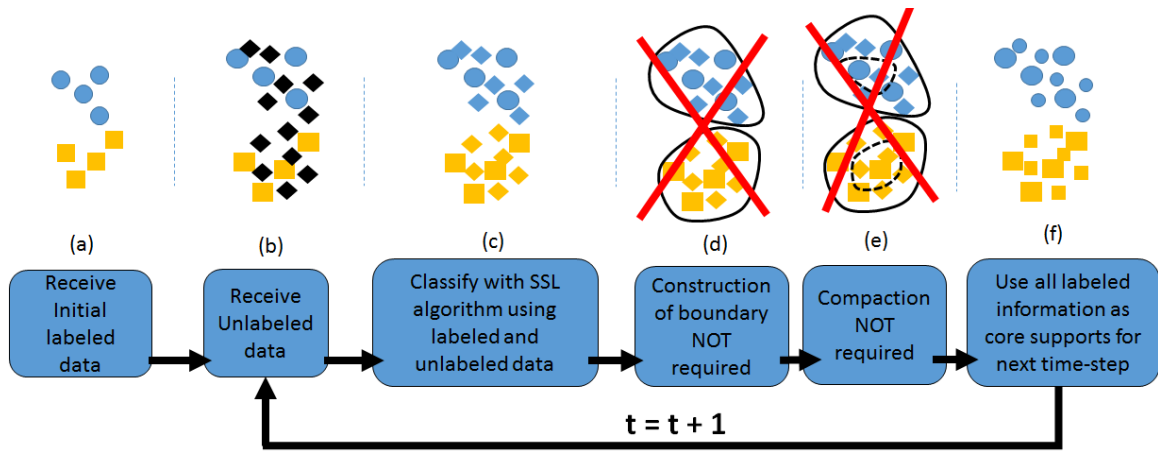 (a)
(b)
(c)
(d)
(e)
(f)
Receive
Initial
labeled
data
Receive
Unlabeled
data
Classify with SSL
algorithm using
labeled and
unlabeled data
Construction
of boundary
NOT
required
Compaction
NOT
required
Use all labeled
information as
core supports for
next time-step
t = t + 1